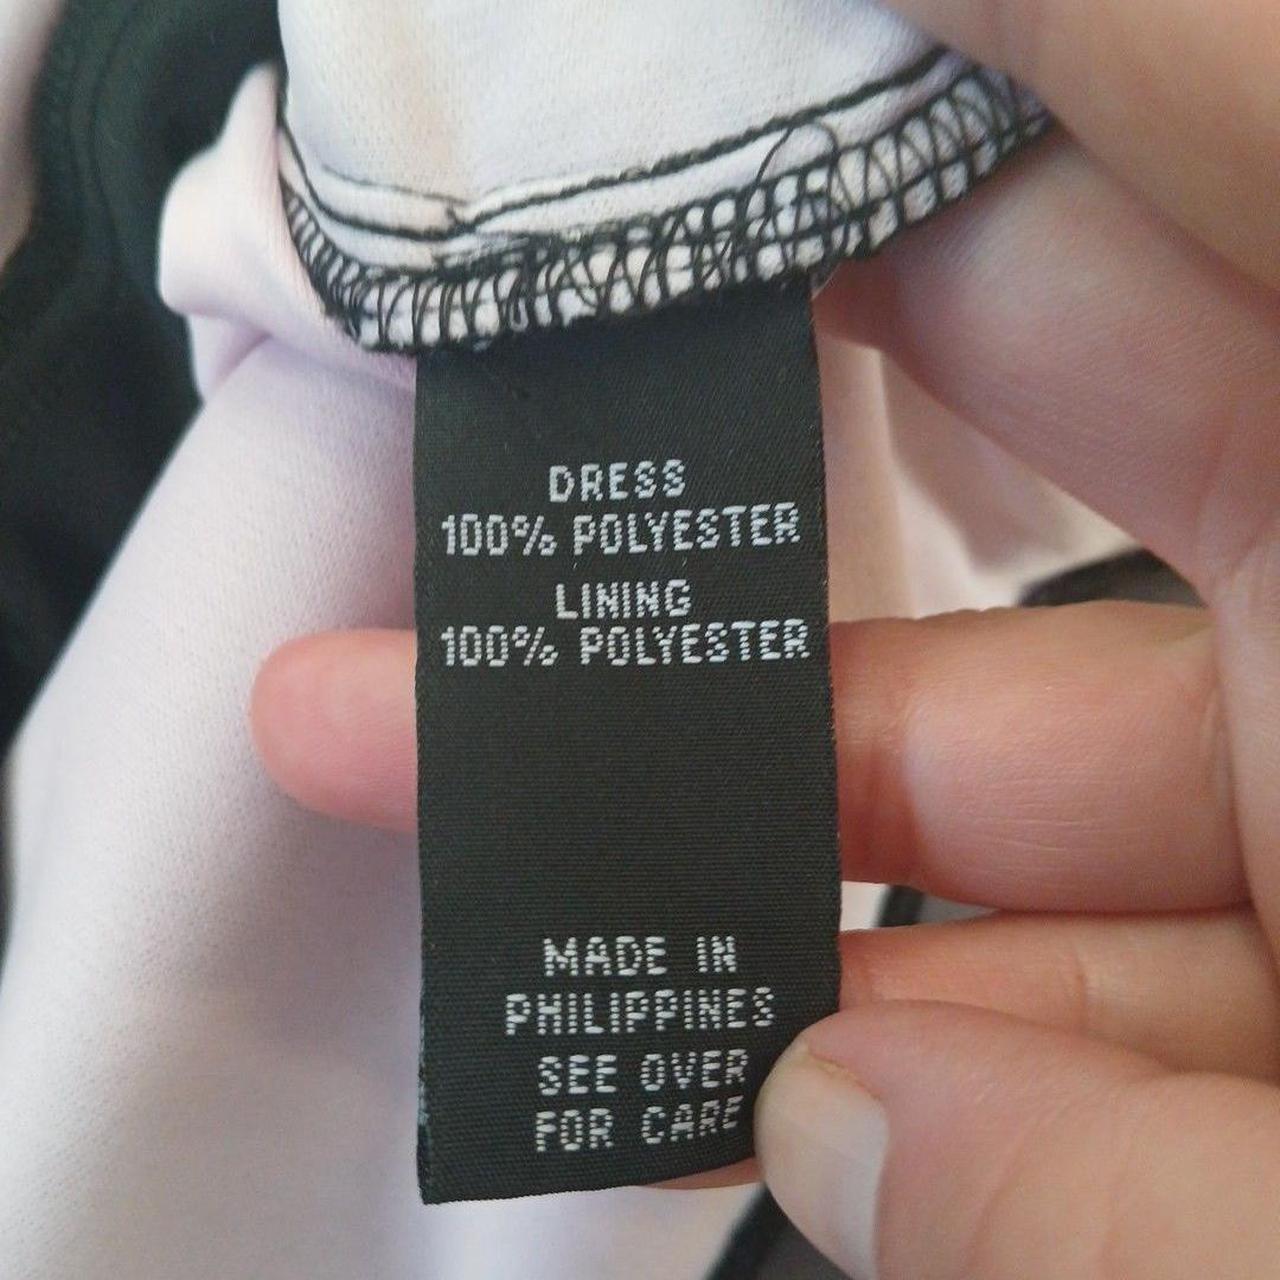 DRESS
100% POLYESTER
LINING
100% POLYESTER
MADE IN
PHILIPPINES
SEE OVER
FOR CARE